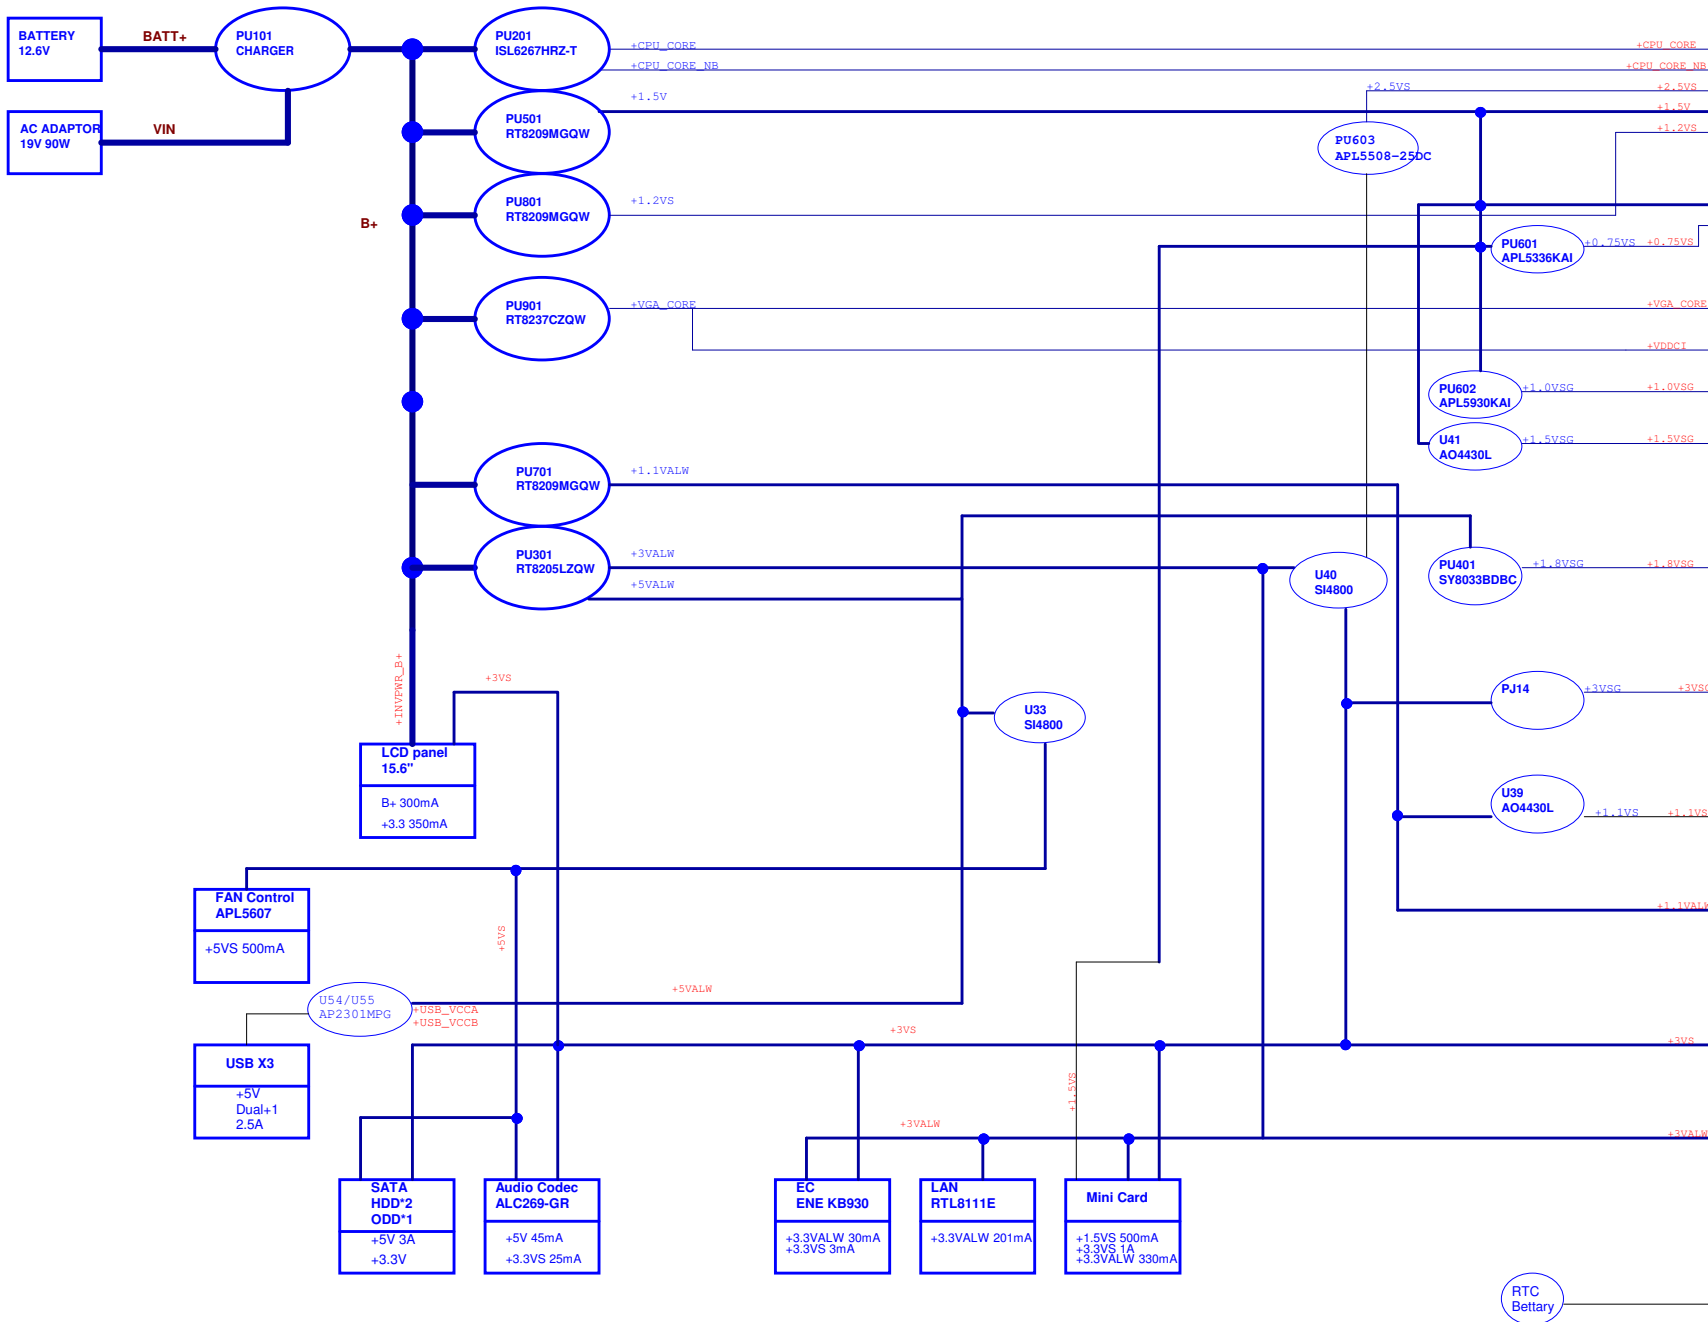 BATTERY
12.6V
BATT+
PU101
CHARGER
AC ADAPTOR
19V 90W
VIN
B+
PU201
ISL6267HRZ-T
+CPU_CORE
+CPU_CORE_NB
+CPU_CORE
+CPU_CORE_NB
PU501
RT8209MGQW
+1.5V
+2.5VS
+2.5VS
+1.5V
+1.2VS
PU603
APL5508-25DC
PU801
RT8209MGQW
+1.2VS
PU601
APL5336KAI
+0.75VS
+0.75VS
PU901
RT8237CZQW
+VGA_CORE
+VGA_CORE
+VDDCI
PU602
APL5930KAI
+1.0VSG
+1.0VSG
U41
AO4430L
+1.5VSG
+1.5VSG
PU701
RT8209MGQW
+1.1VALW
PU301
RT8205LZQW
+3VALW
+5VALW
U40
SI4800
PU401
SY8033BDBC
+1.8VSG
+1.8VSG
+INVPWR_B+
+3VS
U33
SI4800
PJ14
+3VSG
+3VSG
LCD panel
15.6"
B+ 300mA
+3.3 350mA
U39
AO4430L
+1.1VS
+1.1VS
FAN Control
APL5607
+5VS 500mA
+5VS
+1.1VALW
U54/U55
AP2301MPG
+USB_VCCA
+USB_VCCB
+5VALW
+3VS
+3VS
USB X3
+5V
Dual+1
2.5A
+1.5VS
+3VALW
+3VALW
SATA
HDD*2
ODD*1
+5V 3A
+3.3V
Audio Codec
ALC269-GR
+5V 45mA
+3.3VS 25mA
EC
ENE KB930
+3.3VALW 30mA
+3.3VS 3mA
LAN
RTL8111E
+3.3VALW 201mA
Mini Card
+1.5VS 500mA
+3.3VS 1A
+3.3VALW 330mA
RTC
Bettary